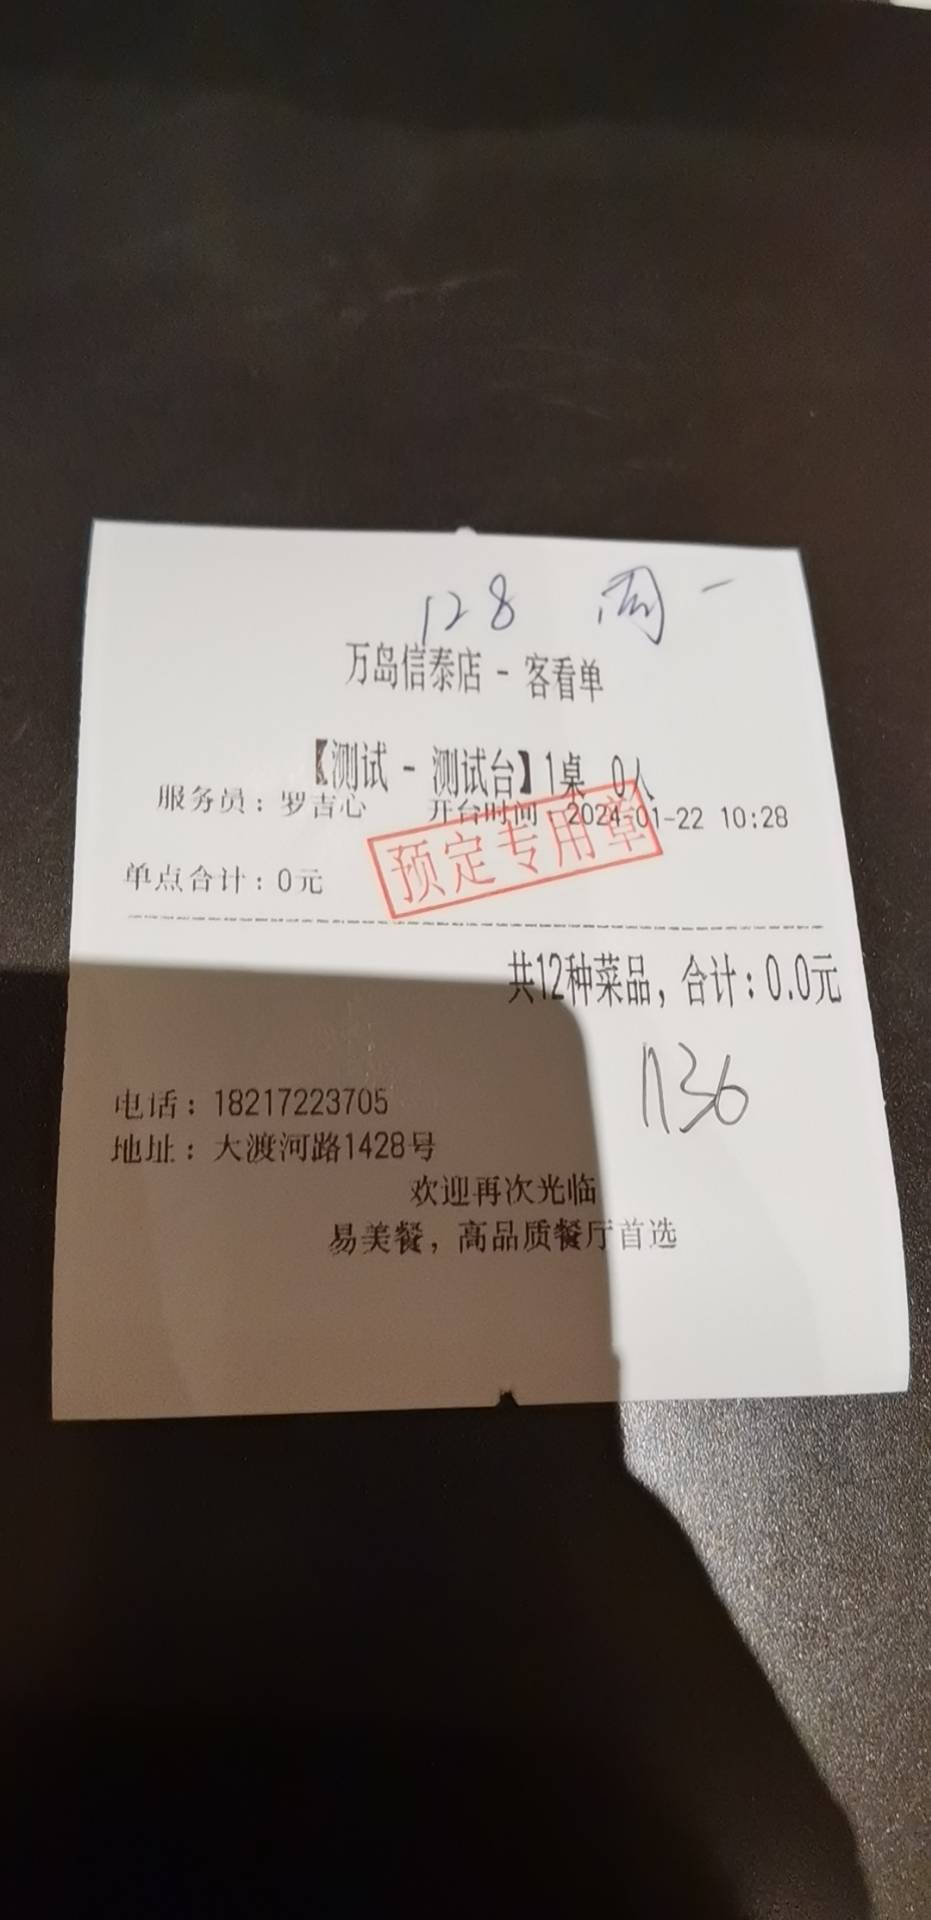 128 周一
万岛信泰店 - 客看单
【测试 - 测试台】1桌 0人
服务员：罗吉心 开台时间：2024-01-22 10:28
预定专用章
单点合计：0元
共12种菜品，合计：0.0元
1136
电话：18217223705
地址：大渡河路1428号
欢迎再次光临
易美餐，高品质餐厅首选